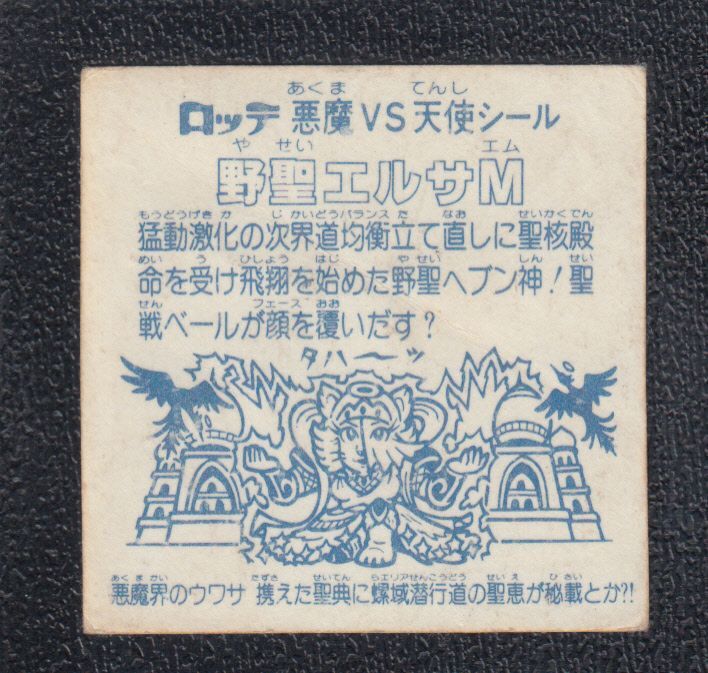 あくま てんし
ロッテ 悪魔VS天使シール
や せい エム
野聖エルサM
もうどうげき か じ かいどうバランス た なお せいかくでん
猛動激化の次界道均衡立て直しに聖核殿
めい う ひしょう はじ や せい しん せい
命を受け飛翔を始めた野聖ヘブン神！聖
せん フェース おお
戦ベールが顔を覆いだす？
タハーッ
あくま かい たずさ せいてん らエリアせんこうどう せい え ひ さい
悪魔界のウワサ 携えた聖典に螺域潜行道の聖恵が秘載とか?!